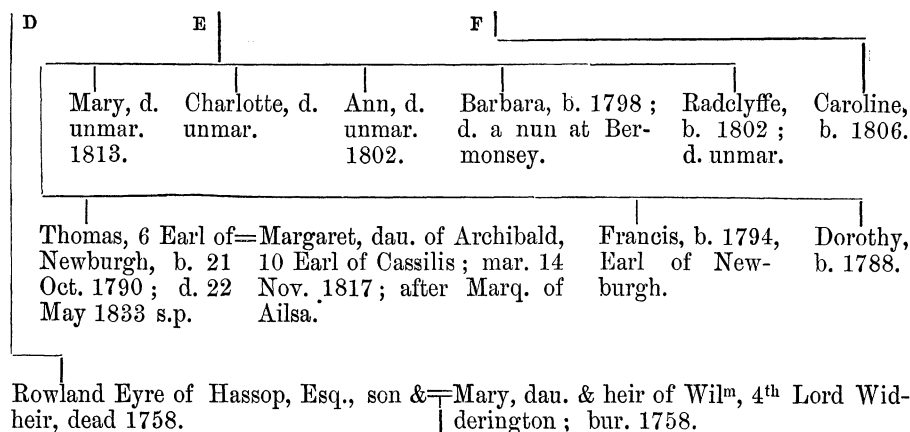 D E F
Mary, d.
unmar.
1813.
Charlotte, d.
unmar.
Ann, d.
unmar.
1802.
Barbara, b. 1798 ;
d. a nun at Ber-
monsey.
Radclyffe,
b. 1802 ;
d. unmar.
Caroline,
b. 1806.
Thomas, 6 Earl of=
Newburgh, b. 21
Oct. 1790 ; d. 22
May 1833 s.p.
Margaret, dau. of Archibald,
10 Earl of Cassilis ; mar. 14
Nov. 1817 ; after Marq. of
Ailsa.
Francis, b. 1794,
Earl of New-
burgh.
Dorothy,
b. 1788.
Rowland Eyre of Hassop, Esq., son &=
heir, dead 1758.
Mary, dau. & heir of Wilᵐ, 4ᵗʰ Lord Wid-
derington ; bur. 1758.